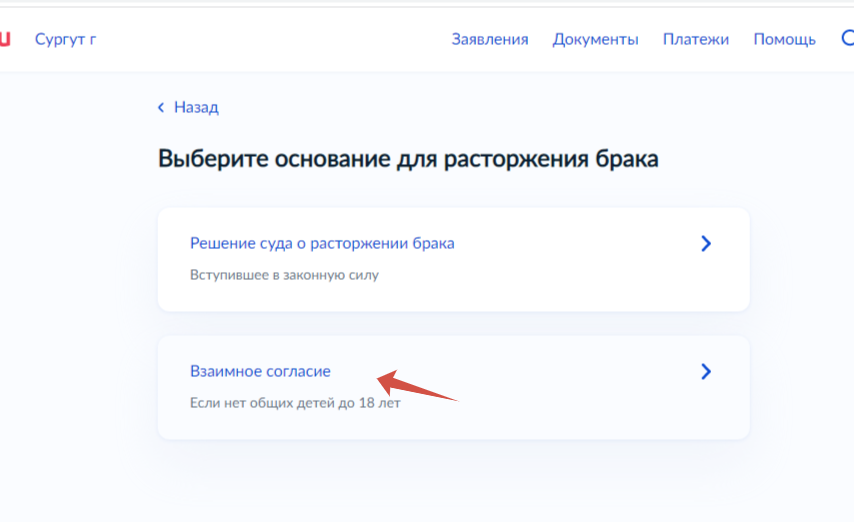 u Сургут г Заявления Документы Платежи Помощь
Назад
Выберите основание для расторжения брака
Решение суда о расторжении брака
Вступившее в законную силу
Взаимное согласие
Если нет общих детей до 18 лет